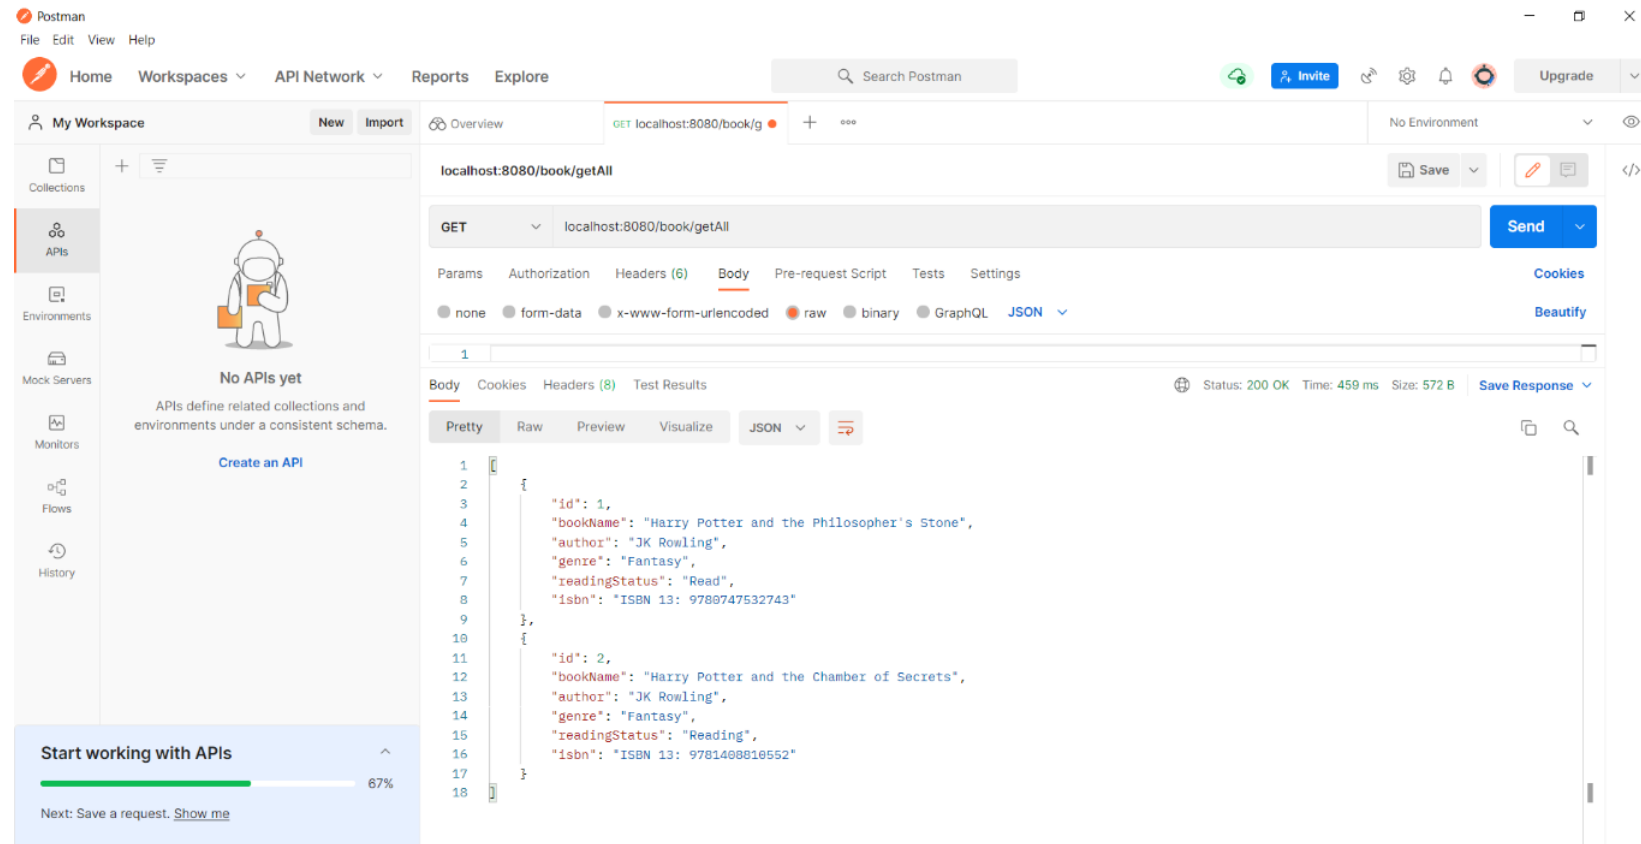 Postman
File Edit View Help
Home Workspaces API Network Reports Explore Search Postman Invite Upgrade
My Workspace New Import Overview GET localhost:8080/book/g No Environment
Collections
APIs
Environments
Mock Servers
Monitors
Flows
History
No APIs yet
APIs define related collections and
environments under a consistent schema.
Create an API
Start working with APIs
67%
Next: Save a request. Show me
localhost:8080/book/getAll Save
GET localhost:8080/book/getAll Send
Params Authorization Headers (6) Body Pre-request Script Tests Settings Cookies
none form-data x-www-form-urlencoded raw binary GraphQL JSON Beautify
1
Body Cookies Headers (8) Test Results Status: 200 OK Time: 459 ms Size: 572 B Save Response
Pretty Raw Preview Visualize JSON
1 [
2 {
3 "id": 1,
4 "bookName": "Harry Potter and the Philosopher's Stone",
5 "author": "JK Rowling",
6 "genre": "Fantasy",
7 "readingStatus": "Read",
8 "isbn": "ISBN 13: 9780747532743"
9 },
10 {
11 "id": 2,
12 "bookName": "Harry Potter and the Chamber of Secrets",
13 "author": "JK Rowling",
14 "genre": "Fantasy",
15 "readingStatus": "Reading",
16 "isbn": "ISBN 13: 9781408810552"
17 }
18 ]